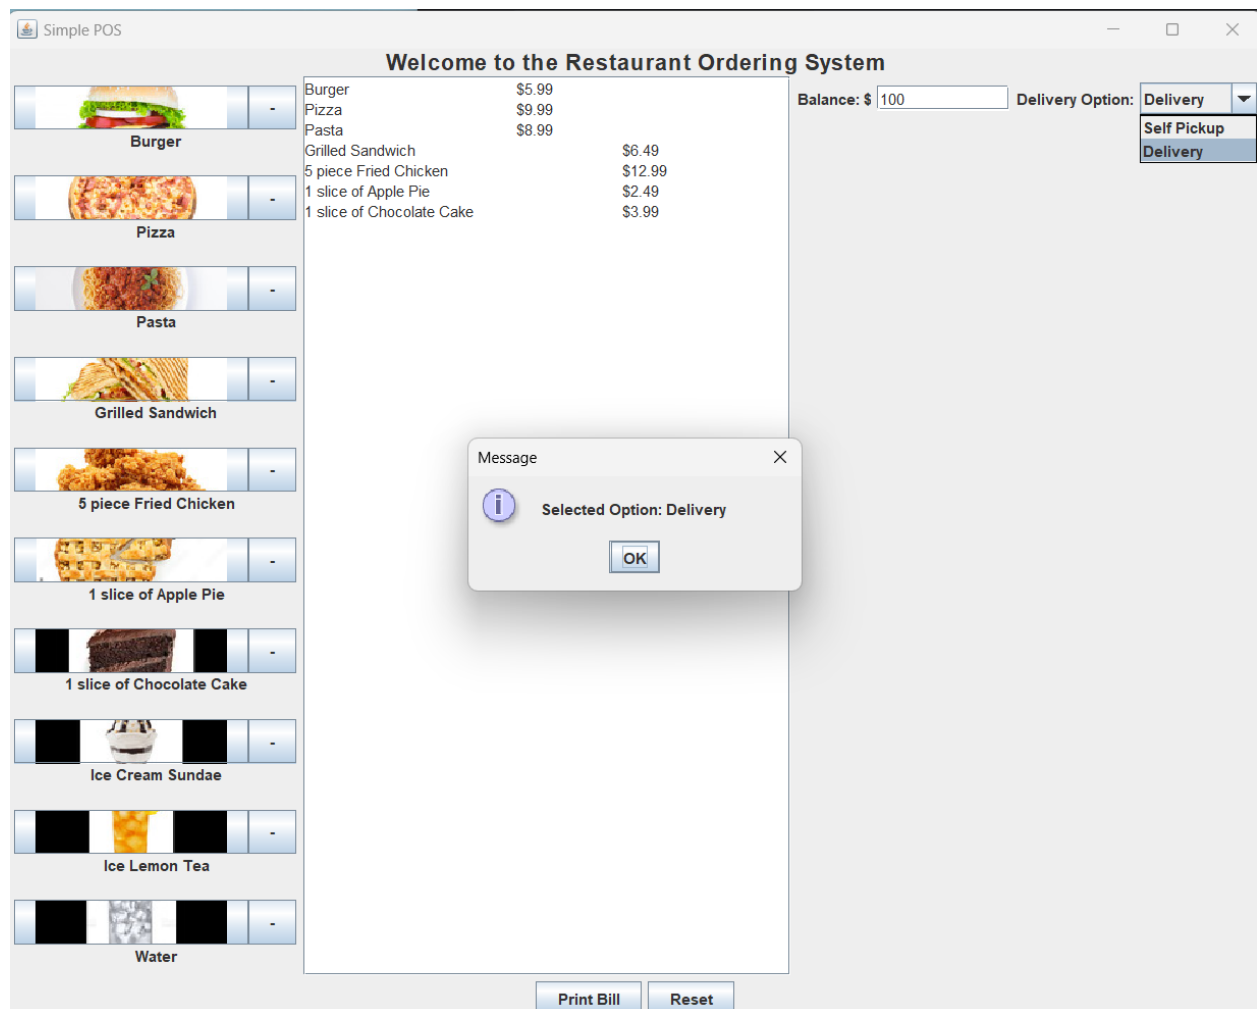 Simple POS
Welcome to the Restaurant Ordering System
-
Burger
-
Pizza
-
Pasta
-
Grilled Sandwich
-
5 piece Fried Chicken
-
1 slice of Apple Pie
-
1 slice of Chocolate Cake
-
Ice Cream Sundae
-
Ice Lemon Tea
-
Water
Burger $5.99
Pizza $9.99
Pasta $8.99
Grilled Sandwich $6.49
5 piece Fried Chicken $12.99
1 slice of Apple Pie $2.49
1 slice of Chocolate Cake $3.99
Balance: $ 100 Delivery Option: Delivery
Self Pickup
Delivery
Message
Selected Option: Delivery
OK
Print Bill Reset